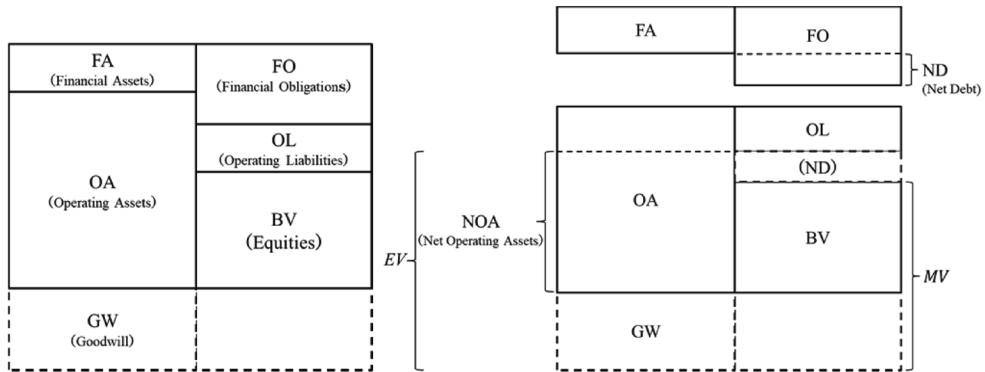 FA
(Financial Assets)
FO
(Financial Obligations)
OL
(Operating Liabilities)
OA
(Operating Assets)
BV
(Equities)
GW
(Goodwill)
FA
FO
ND
(Net Debt)
OL
(ND)
OA
NOA
(Net Operating Assets)
BV
EV
MV
GW